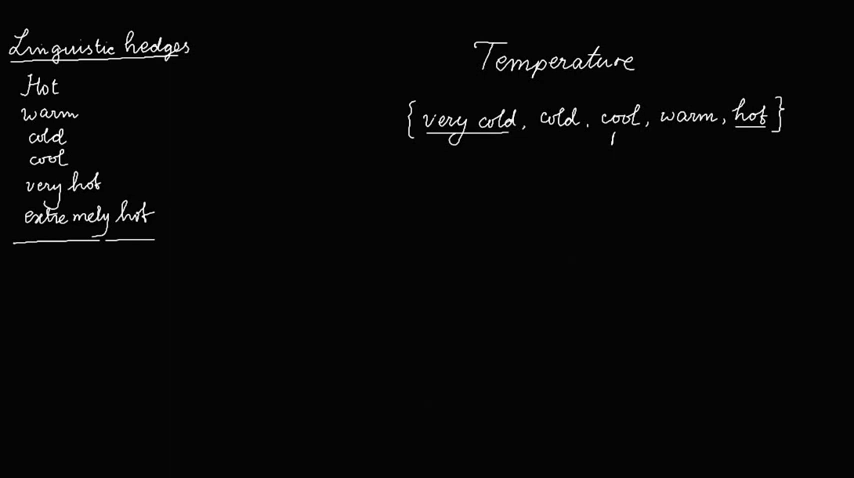 Linguistic hedges
Hot
warm
cold
cool
very hot
extremely hot
Temperature
{ very cold, cold, cool, warm, hot }